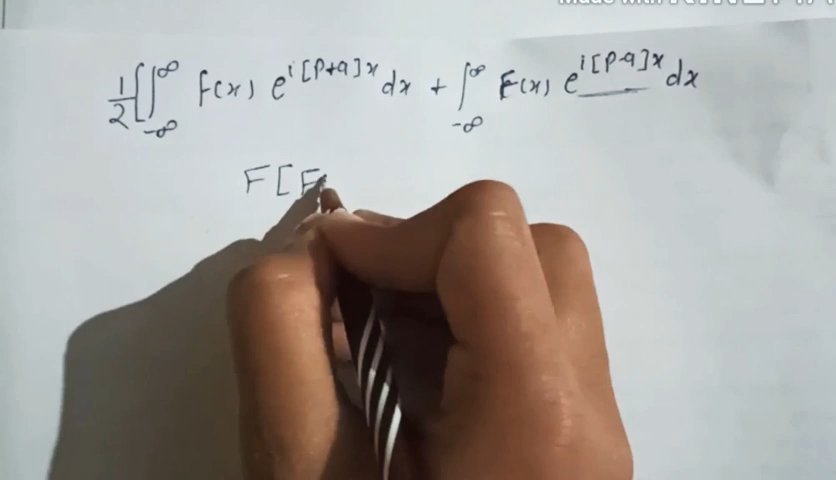 1/2 [∫_{-∞}^{∞} F(x) e^{i[P+a]x} dx + ∫_{-∞}^{∞} F(x) e^{i[P-a]x} dx
F[F